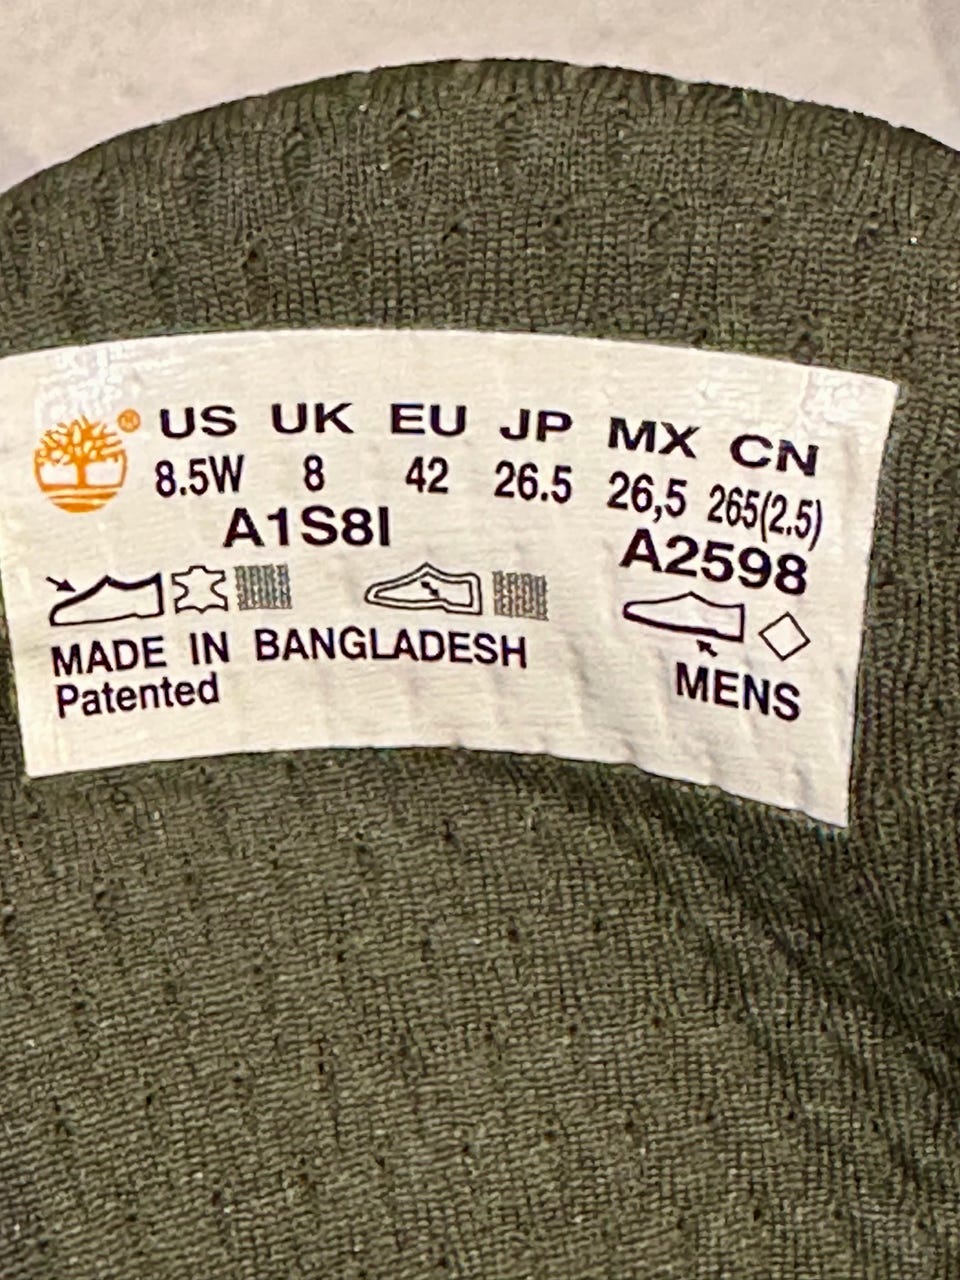 ® US UK EU JP MX CN
8.5W 8 42 26.5 26,5 265(2.5)
A1S8I A2598
MADE IN BANGLADESH
Patented MENS